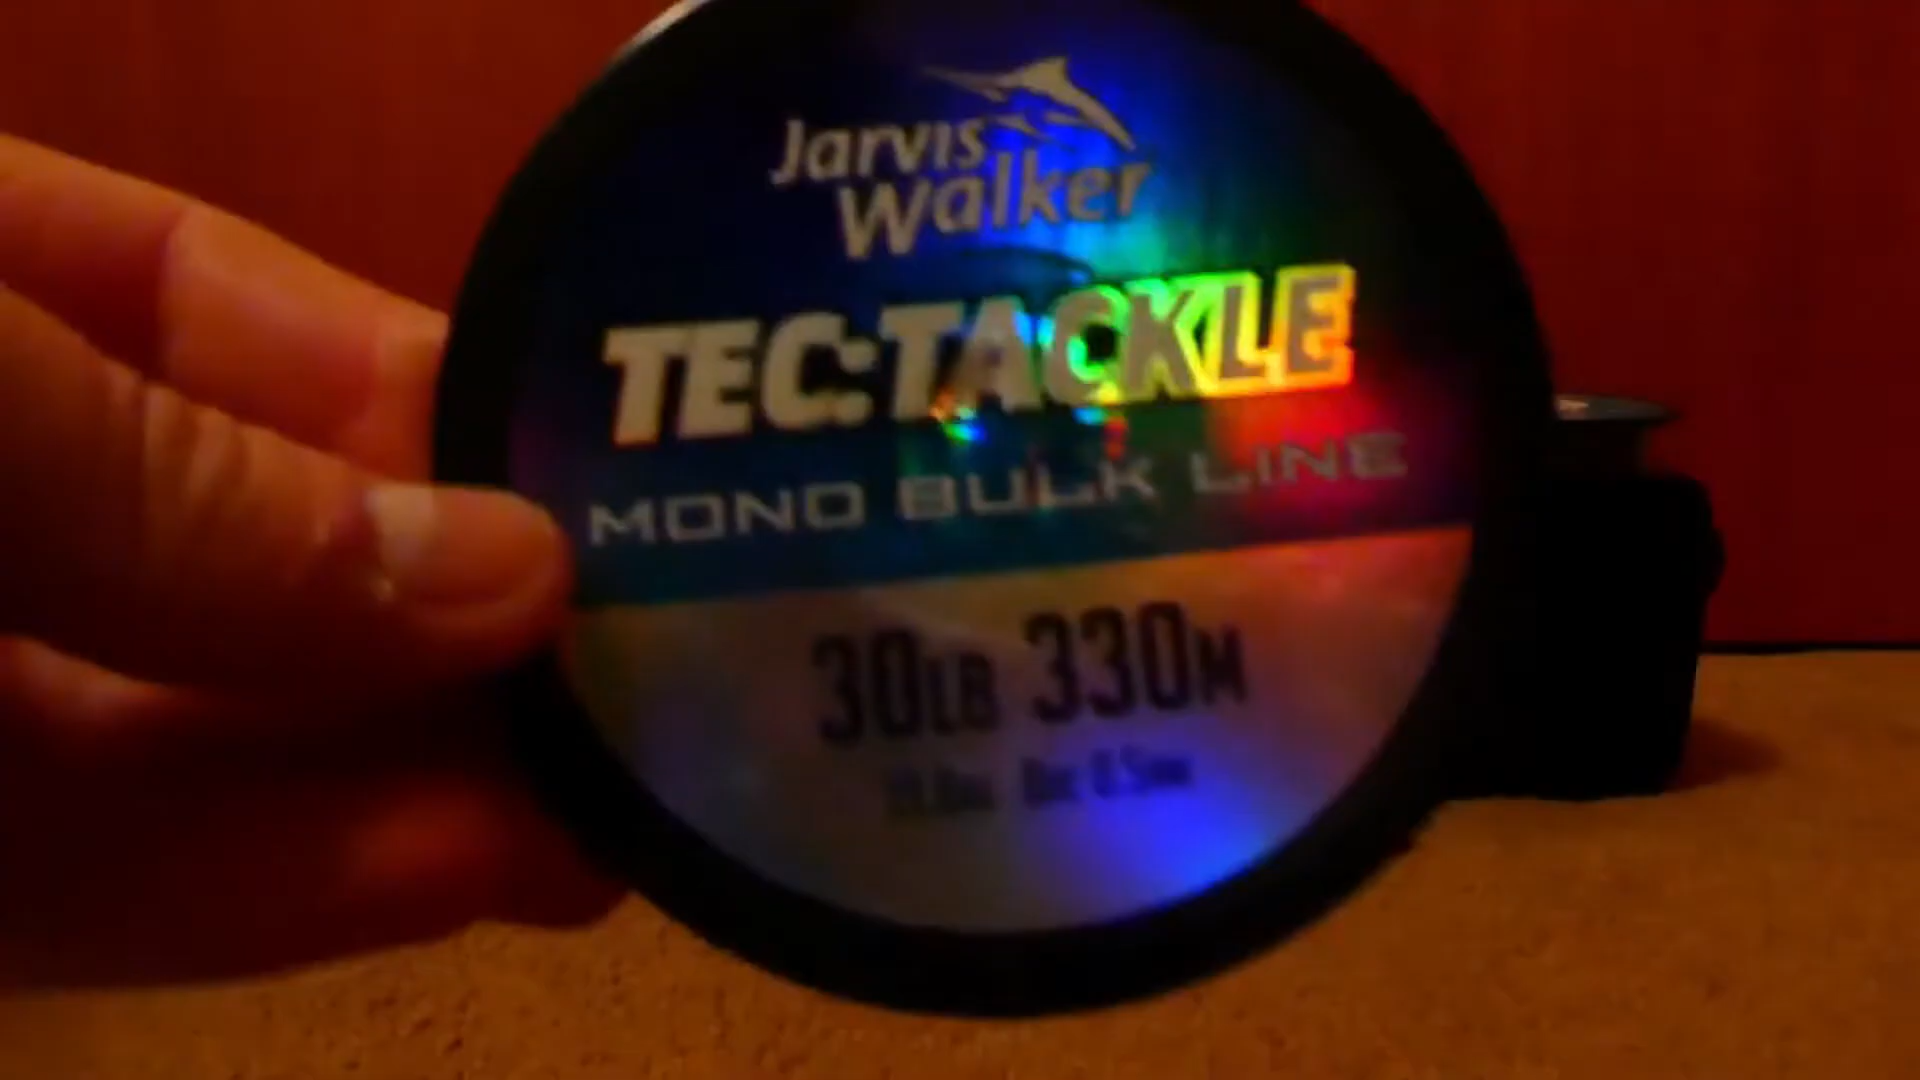 Jarvis
Walker
TEC:TACKLE
MONO BULK LINE
30LB 330M